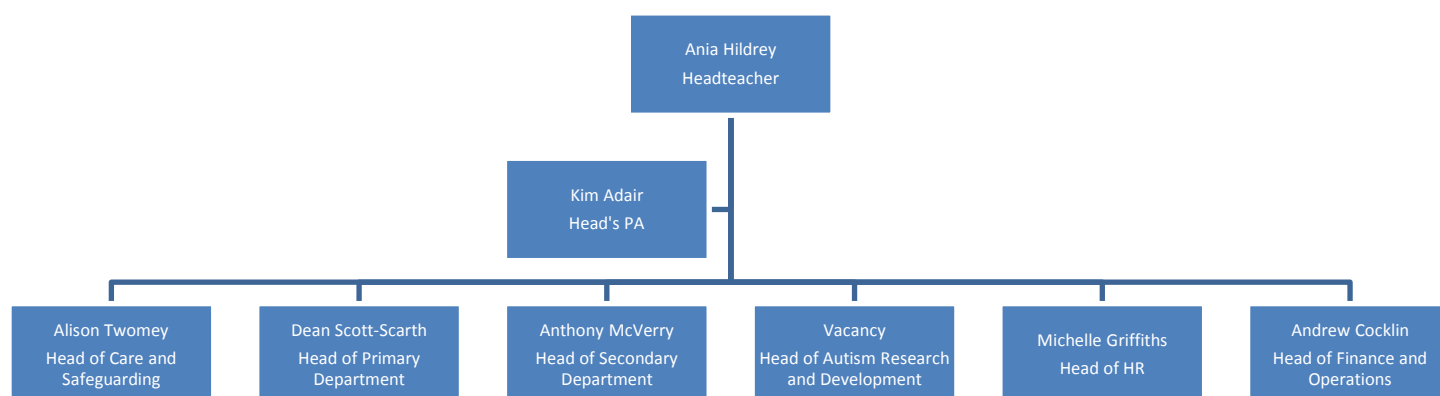 Ania Hildrey
Headteacher
Kim Adair
Head's PA
Alison Twomey
Head of Care and
Safeguarding
Dean Scott-Scarth
Head of Primary
Department
Anthony McVerry
Head of Secondary
Department
Vacancy
Head of Autism Research
and Development
Michelle Griffiths
Head of HR
Andrew Cocklin
Head of Finance and
Operations